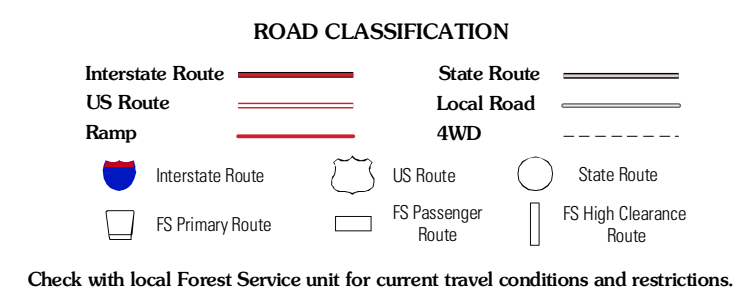 ROAD CLASSIFICATION
Interstate Route
State Route
US Route
Local Road
Ramp
4WD
Interstate Route
US Route
State Route
FS Primary Route
FS Passenger
Route
FS High Clearance
Route
Check with local Forest Service unit for current travel conditions and restrictions.